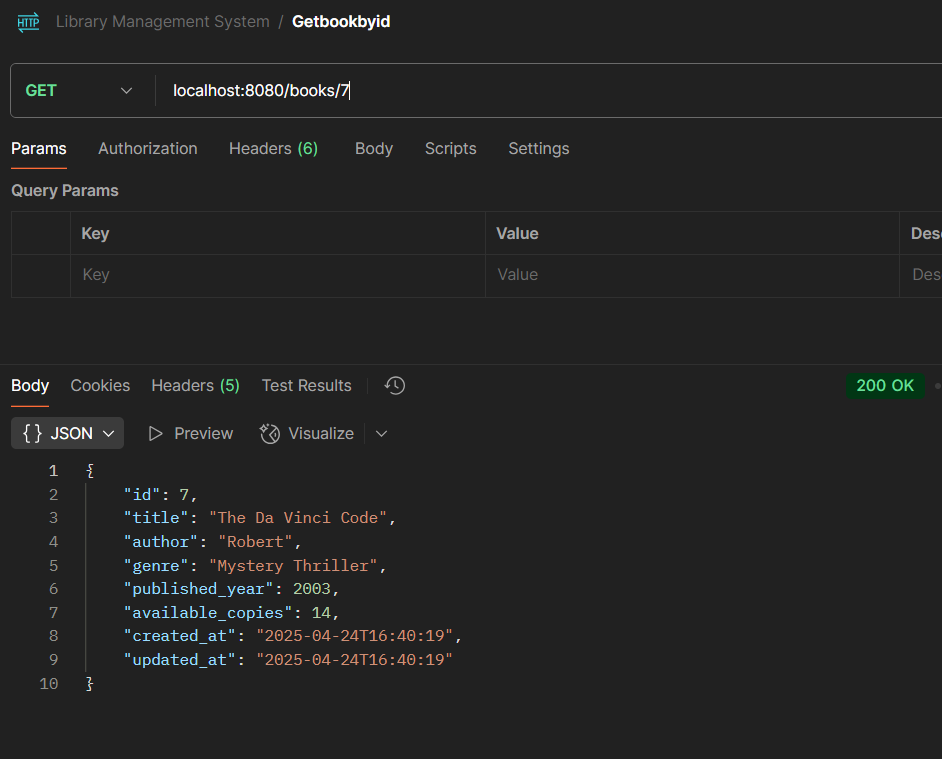 HTTP Library Management System / Getbookbyid
GET localhost:8080/books/7
Params Authorization Headers (6) Body Scripts Settings
Query Params
Key Value Des
Key Value Des
Body Cookies Headers (5) Test Results 200 OK
{} JSON Preview Visualize
1 {
2 "id": 7,
3 "title": "The Da Vinci Code",
4 "author": "Robert",
5 "genre": "Mystery Thriller",
6 "published_year": 2003,
7 "available_copies": 14,
8 "created_at": "2025-04-24T16:40:19",
9 "updated_at": "2025-04-24T16:40:19"
10 }